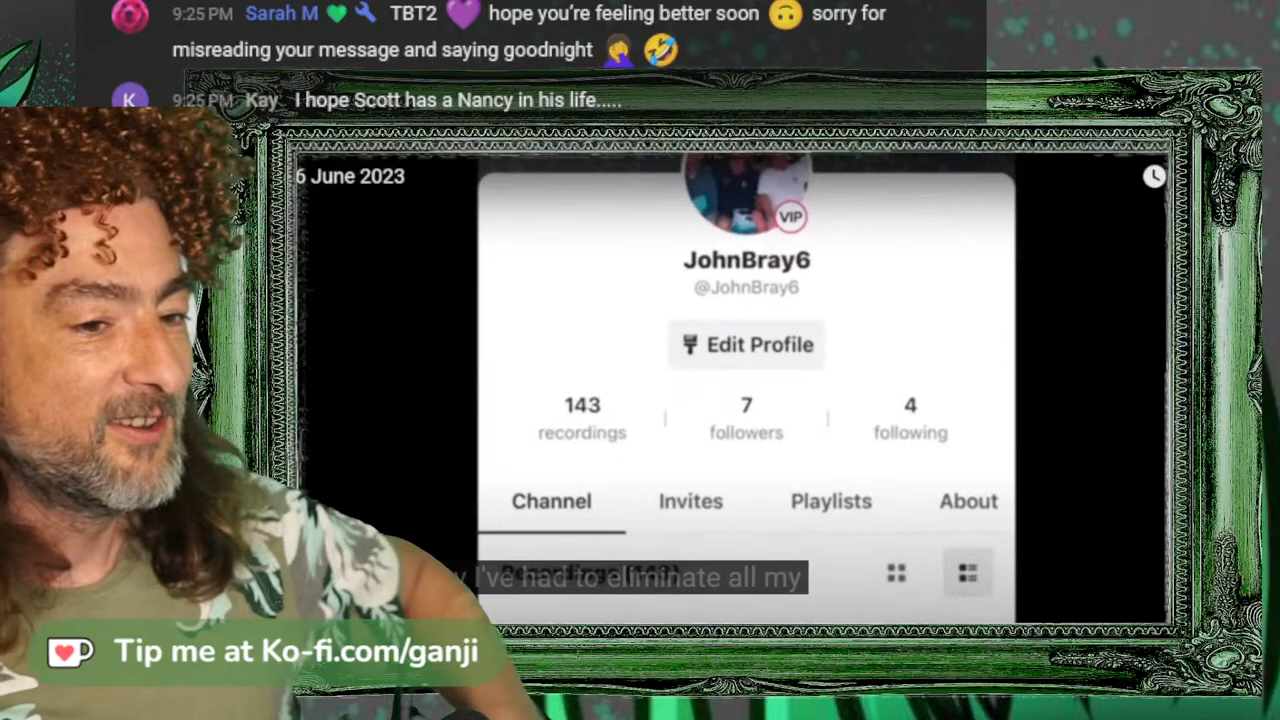 9:25 PM Sarah M 💚 🔧 TBT2 💜 hope you're feeling better soon 🙃 sorry for
misreading your message and saying goodnight 🤦‍♀️ 🤣
K 9:25 PM Kay I hope Scott has a Nancy in his life.....
6 June 2023
VIP
JohnBray6
@JohnBray6
Edit Profile
143 7 4
recordings followers following
Channel Invites Playlists About
I've had to eliminate all my
Tip me at Ko-fi.com/ganji